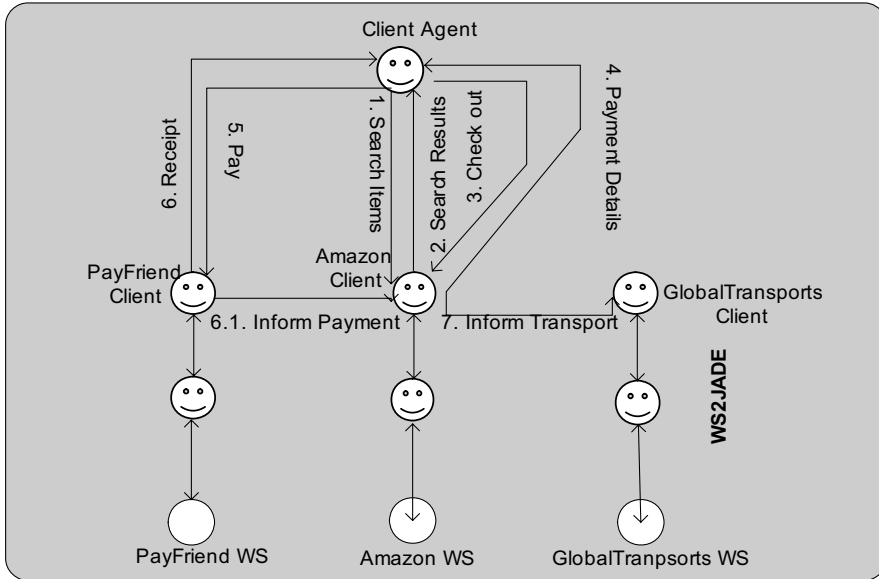 Client Agent
4. Payment Details
1. Search Items
2. Search Results
3. Check out
5. Pay
6. Receipt
PayFriend
Client
Amazon
Client
GlobalTransports
Client
6.1. Inform Payment
7. Inform Transport
WS2JADE
PayFriend WS
Amazon WS
GlobalTranpsorts WS